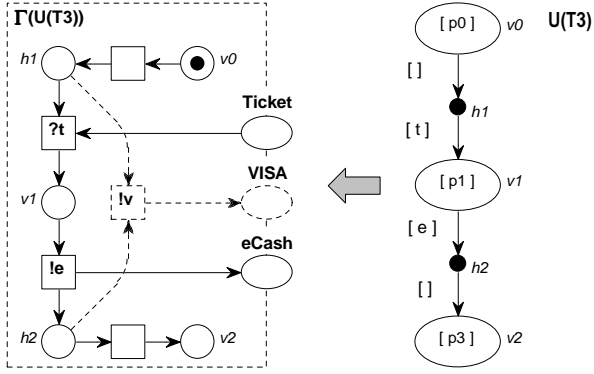 Γ(U(T3))
h1
v0
Ticket
?t
VISA
v1
!v
eCash
!e
h2
v2
U(T3)
[ p0 ]
v0
[ ]
h1
[ t ]
[ p1 ]
v1
[ e ]
h2
[ ]
[ p3 ]
v2